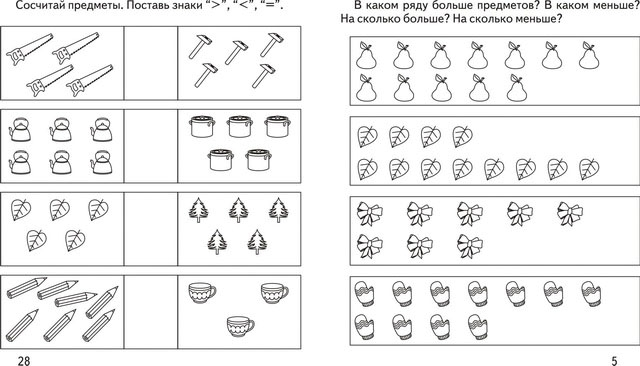 Сосчитай предметы. Поставь знаки “>”, “<”, “=”.
28
В каком ряду больше предметов? В каком меньше?
На сколько больше? На сколько меньше?
5